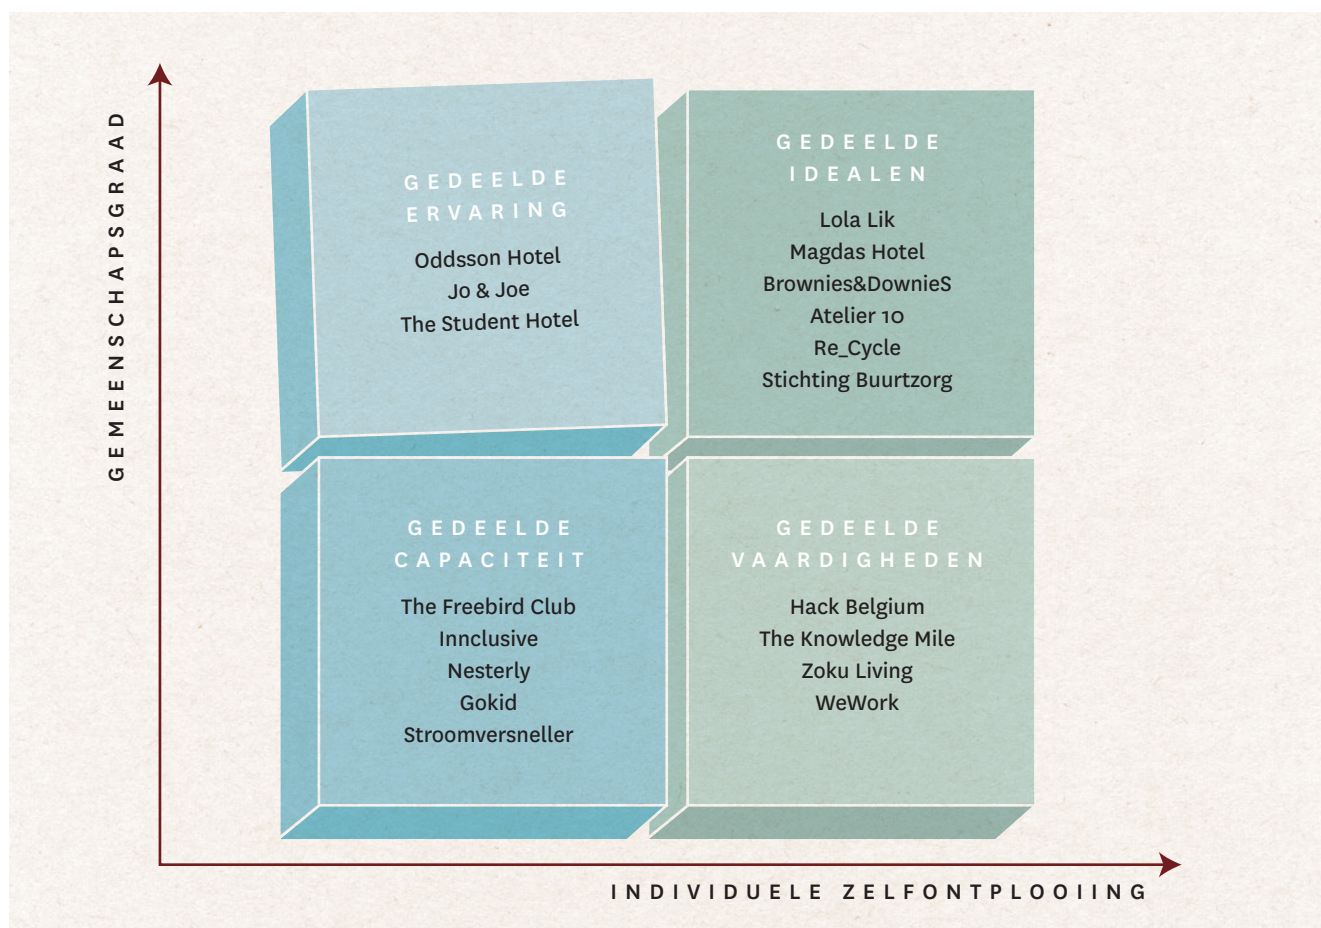 GEMEENSCHAPSGRAAD
GEDEELDE
ERVARING
Oddsson Hotel
Jo & Joe
The Student Hotel
GEDEELDE
IDEALEN
Lola Lik
Magdas Hotel
Brownies&DownieS
Atelier 10
Re_Cycle
Stichting Buurtzorg
GEDEELDE
CAPACITEIT
The Freebird Club
Innclusive
Nesterly
Gokid
Stroomversneller
GEDEELDE
VAARDIGHEDEN
Hack Belgium
The Knowledge Mile
Zoku Living
WeWork
INDIVIDUELE ZELFONTPLOOIING